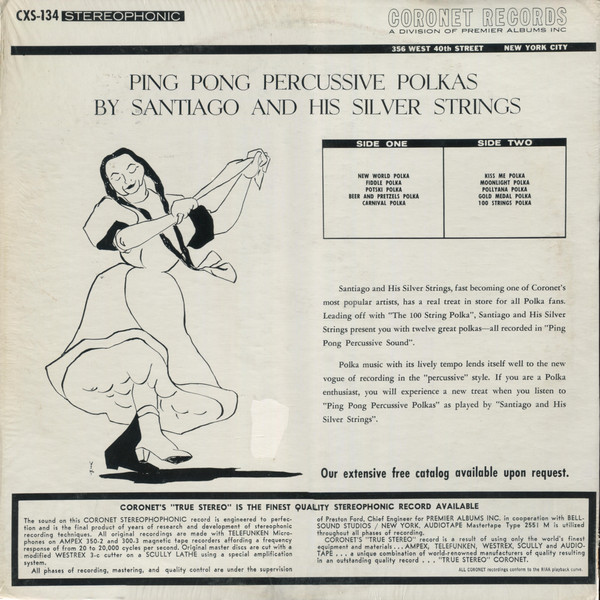 CXS-134 STEREOPHONIC
CORONET RECORDS
A DIVISION OF PREMIER ALBUMS INC
356 WEST 40th STREET NEW YORK CITY
PING PONG PERCUSSIVE POLKAS
BY SANTIAGO AND HIS SILVER STRINGS
SIDE ONE
NEW WORLD POLKA
FIDDLE POLKA
POTSKI POLKA
BEER AND PRETZELS POLKA
CARNIVAL POLKA
SIDE TWO
KISS ME POLKA
MOONLIGHT POLKA
POLLYANA POLKA
GOLD MEDAL POLKA
100 STRINGS POLKA
Santiago and His Silver Strings, fast becoming one of Coronet's
most popular artists, has a real treat in store for all Polka fans.
Leading off with "The 100 String Polka", Santiago and His Silver
Strings present you with twelve great polkas—all recorded in "Ping
Pong Percussive Sound".
Polka music with its lively tempo lends itself well to the new
vogue of recording in the "percussive" style. If you are a Polka
enthusiast, you will experience a new treat when you listen to
"Ping Pong Percussive Polkas" as played by "Santiago and His
Silver Strings".
Our extensive free catalog available upon request.
CORONET'S "TRUE STEREO" IS THE FINEST QUALITY STEREOPHONIC RECORD AVAILABLE
The sound on this CORONET STEREOPHOPHONIC record is engineered to perfec-
tion and is the final product of years of research and development of stereophonic
recording techniques. All original recordings are made with TELEFUNKEN Micro-
phones on AMPEX 350-2 and 300-3 magnetic tape recorders affording a frequency
response of from 20 to 20,000 cycles per second. Original master discs are cut with a
modified WESTREX 3-s cutter on a SCULLY LATHE using a special amplification
system.
All phases of recording, mastering, and quality control are under the supervision
of Preston Ford, Chief Engineer for PREMIER ALBUMS INC. in cooperation with BELL-
SOUND STUDIOS / NEW YORK. AUDIOTAPE Mastertape Type 2551 M is utilized
throughout all phases of recording.
CORONET'S "TRUE STEREO" record is a result of using only the world's finest
equipment and materials...AMPEX, TELEFUNKEN, WESTREX, SCULLY and AUDIO-
TAPE... a unique combination of world-renowned manufacturers of quality resulting
in an outstanding quality record ... "TRUE STEREO" CORONET.
ALL CORONET recordings conform to the RIAA playback curve.